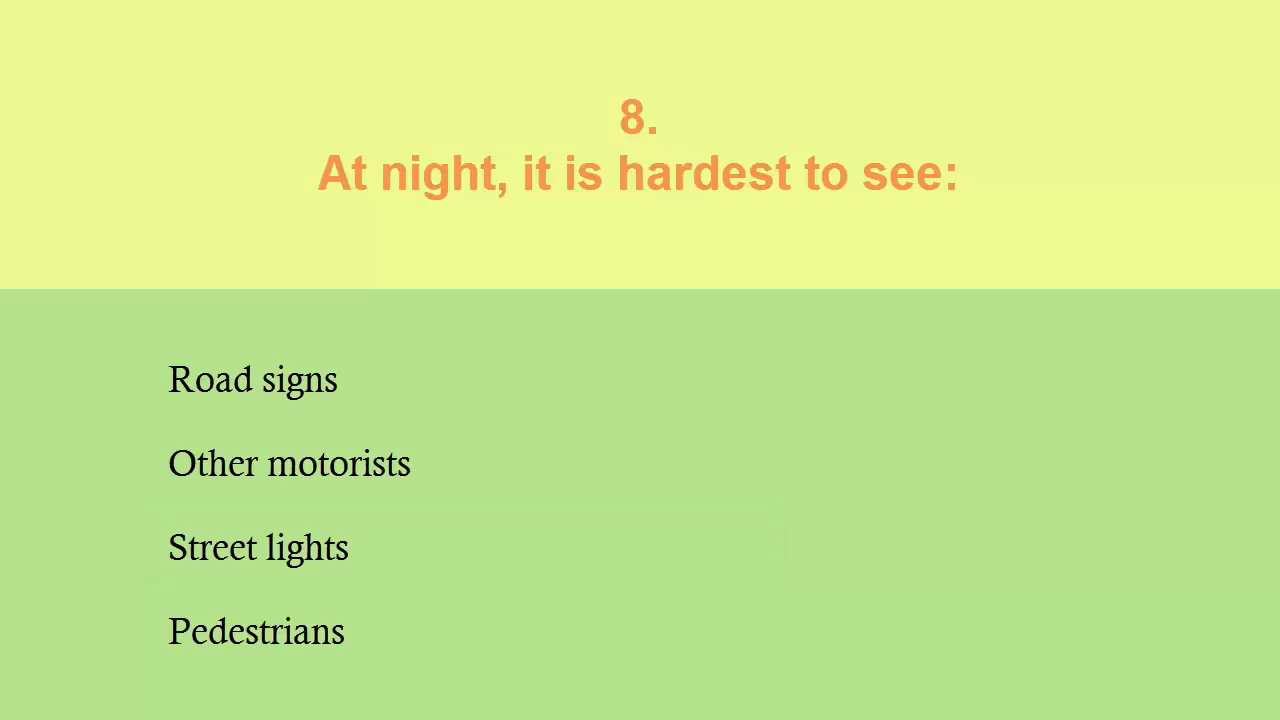 8.
At night, it is hardest to see:
Road signs
Other motorists
Street lights
Pedestrians